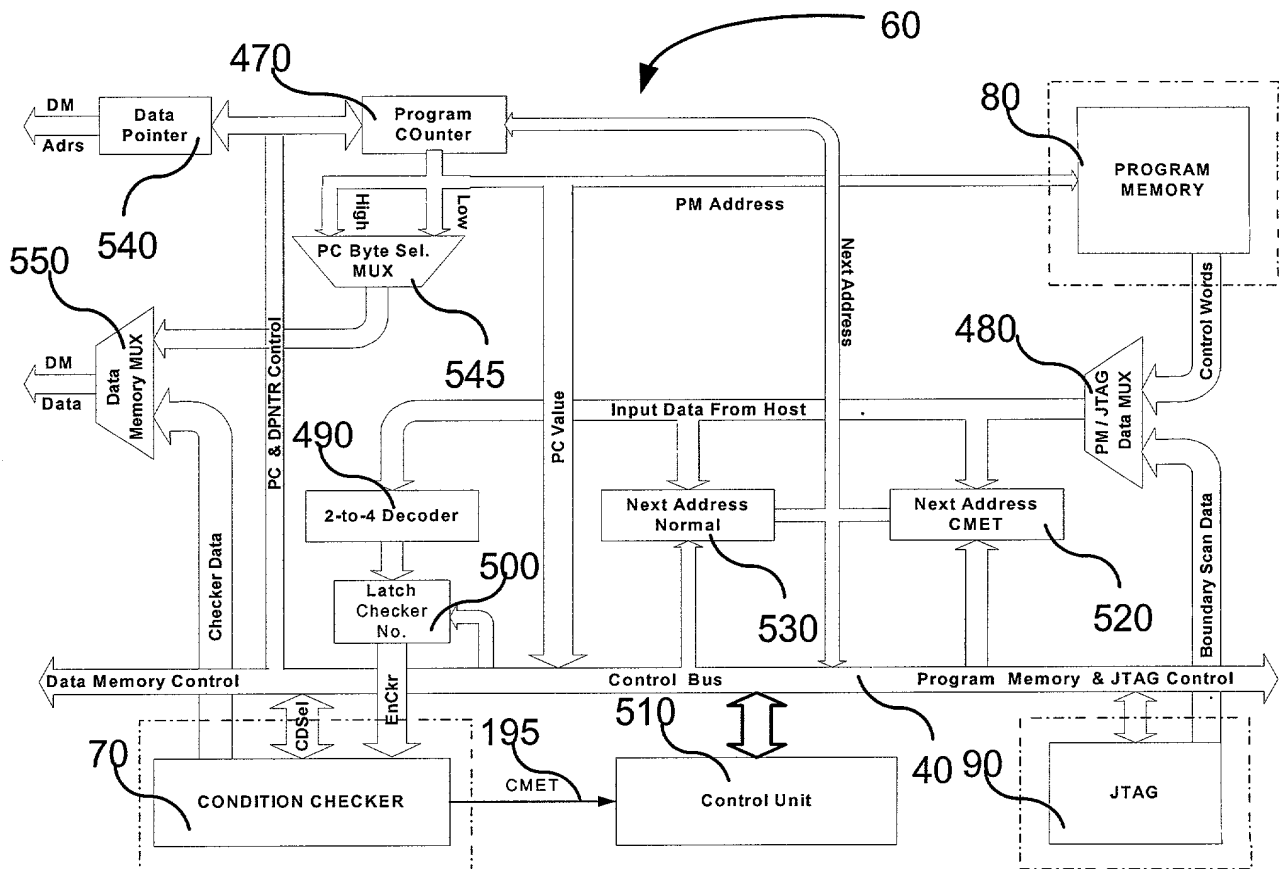 60
470
80
DM
Adrs
Data
Pointer
Program
COunter
PROGRAM
MEMORY
High
Low
PM Address
540
PC Byte Sel.
MUX
Next Address
Control Words
550
545
480
DM
Data
Data
Memory MUX
PC & DPNTR Control
PM / JTAG
Data MUX
Input Data From Host
PC Value
490
2-to-4 Decoder
Next Address
Normal
Next Address
CMET
Checker Data
Boundary Scan Data
500
Latch
Checker
No.
530
520
Data Memory Control
Control Bus
Program Memory & JTAG Control
CDSel
EnCkr
510
70
195
40
90
CONDITION CHECKER
CMET
Control Unit
JTAG